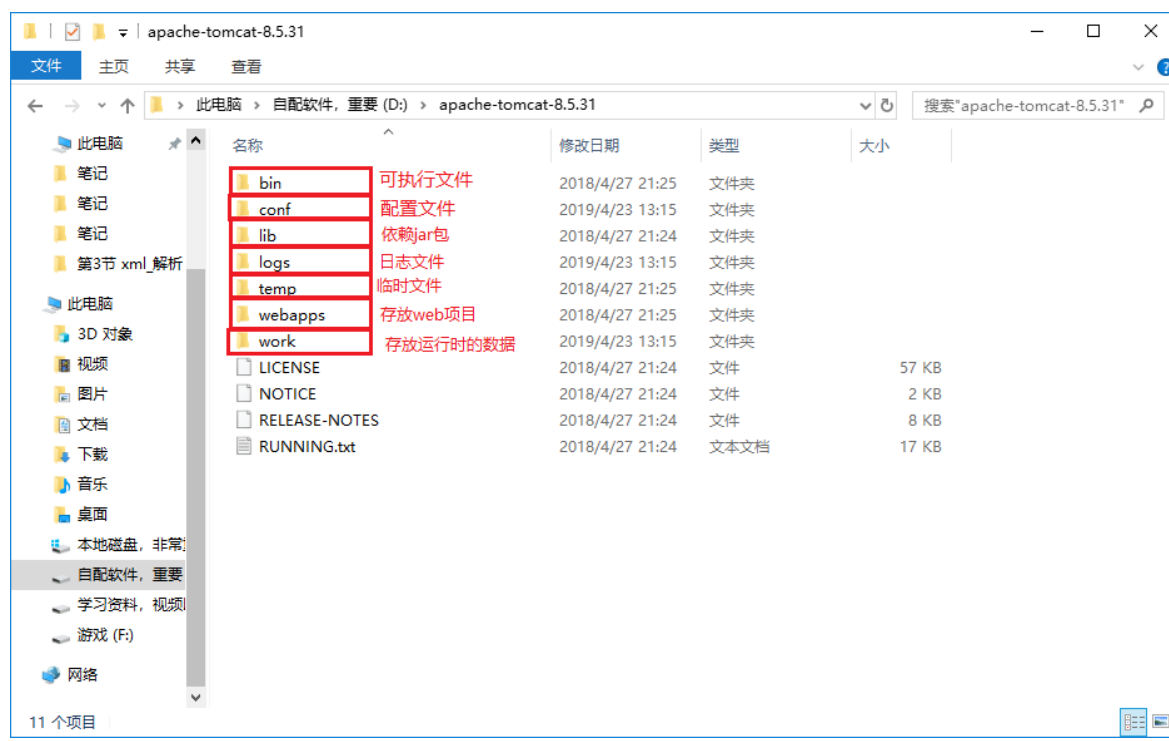 apache-tomcat-8.5.31
文件 主页 共享 查看
此电脑 自配软件，重要 (D:) apache-tomcat-8.5.31 搜索"apache-tomcat-8.5.31"
此电脑
笔记
笔记
笔记
第3节 xml_解析
此电脑
3D 对象
视频
图片
文档
下载
音乐
桌面
本地磁盘，非常
自配软件，重要
学习资料，视频
游戏 (F:)
网络
名称 修改日期 类型 大小
bin 可执行文件 2018/4/27 21:25 文件夹
conf 配置文件 2019/4/23 13:15 文件夹
lib 依赖jar包 2018/4/27 21:24 文件夹
logs 日志文件 2019/4/23 13:15 文件夹
temp 临时文件 2018/4/27 21:25 文件夹
webapps 存放web项目 2018/4/27 21:25 文件夹
work 存放运行时的数据 2019/4/23 13:15 文件夹
LICENSE 2018/4/27 21:24 文件 57 KB
NOTICE 2018/4/27 21:24 文件 2 KB
RELEASE-NOTES 2018/4/27 21:24 文件 8 KB
RUNNING.txt 2018/4/27 21:24 文本文档 17 KB
11 个项目